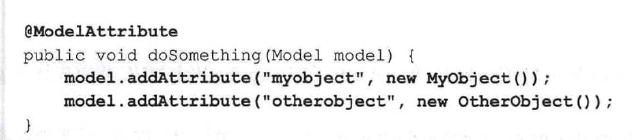 @ModelAttribute
public void doSomething(Model model) {
    model.addAttribute("myobject", new MyObject());
    model.addAttribute("otherobject", new OtherObject());
}